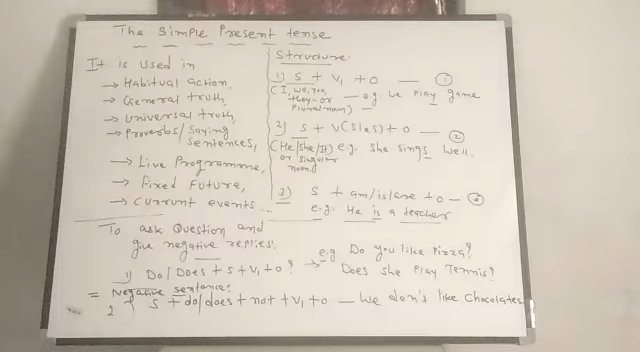 The Simple Present tense
It is used in
→ Habitual action,
→ General truth,
→ Universal truth,
→ Proverbs/Saying
sentences,
→ Live Programme,
→ Fixed Future,
→ Current events...
Structure:
1) S + V1 + O — ①
(I, we, you,
they - or — e.g. We play game
Plural noun) —
2) S + V(s/es) + O — ②
(He/She/It) e.g. She sings well.
or singular
noun)
3) S + am/is/are + O — ③
e.g. He is a teacher
To ask Question and
give negative replies.
1) Do/Does + S + V1 + O? → e.g Do you like Pizza?
Does she play Tennis?
= Negative sentence:
2 S + do/does + not + V1 + O — We don't like chocolates